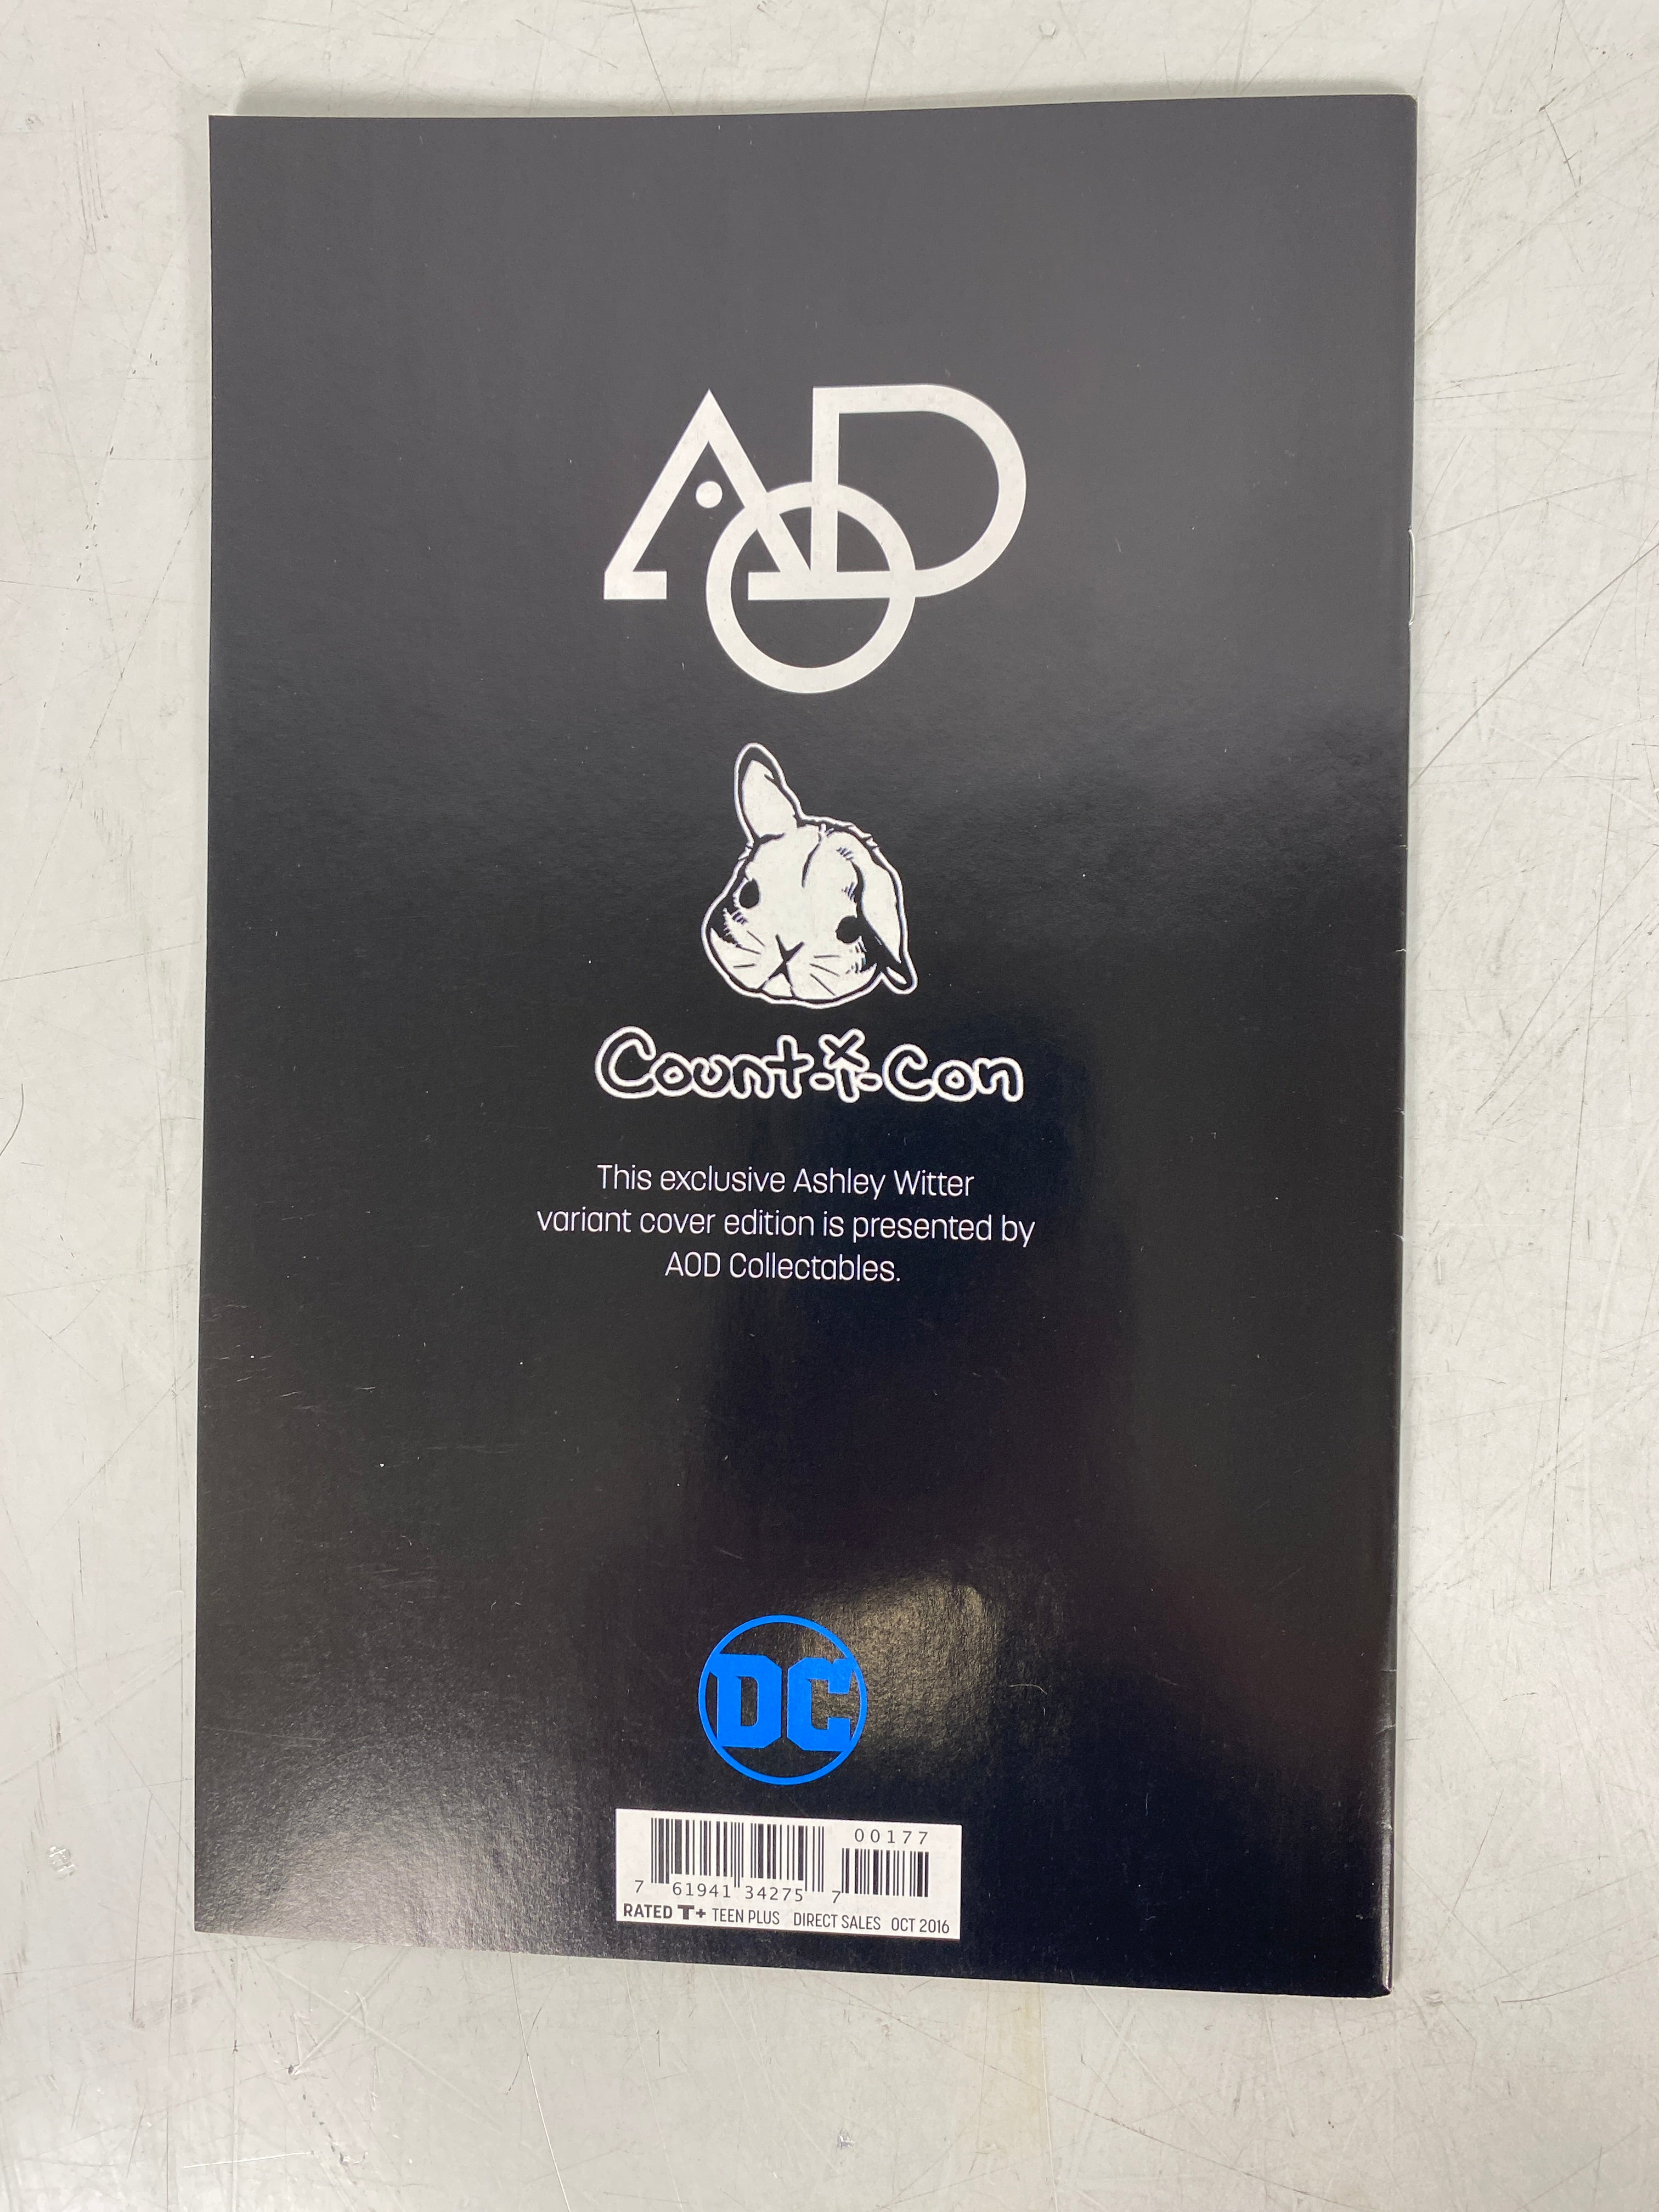 AOD
Count-i-Con
This exclusive Ashley Witter
variant cover edition is presented by
AOD Collectables.
DC
00177
7 61941 34275 7
RATED T+ TEEN PLUS DIRECT SALES OCT 2016